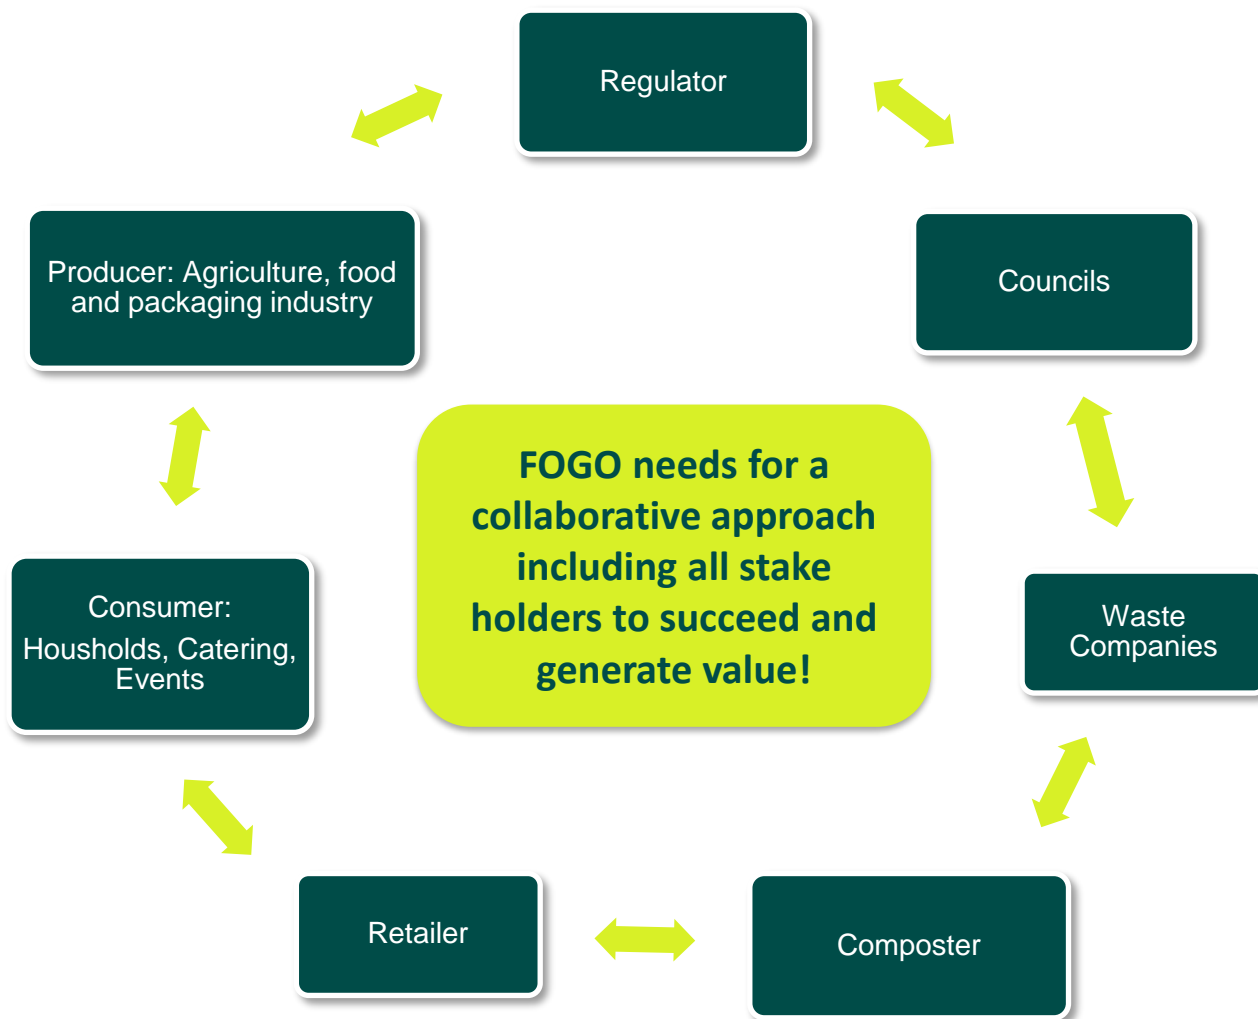 Regulator
Producer: Agriculture, food
and packaging industry
Councils
FOGO needs for a
collaborative approach
including all stake
holders to succeed and
generate value!
Consumer:
Housholds, Catering,
Events
Waste
Companies
Retailer
Composter